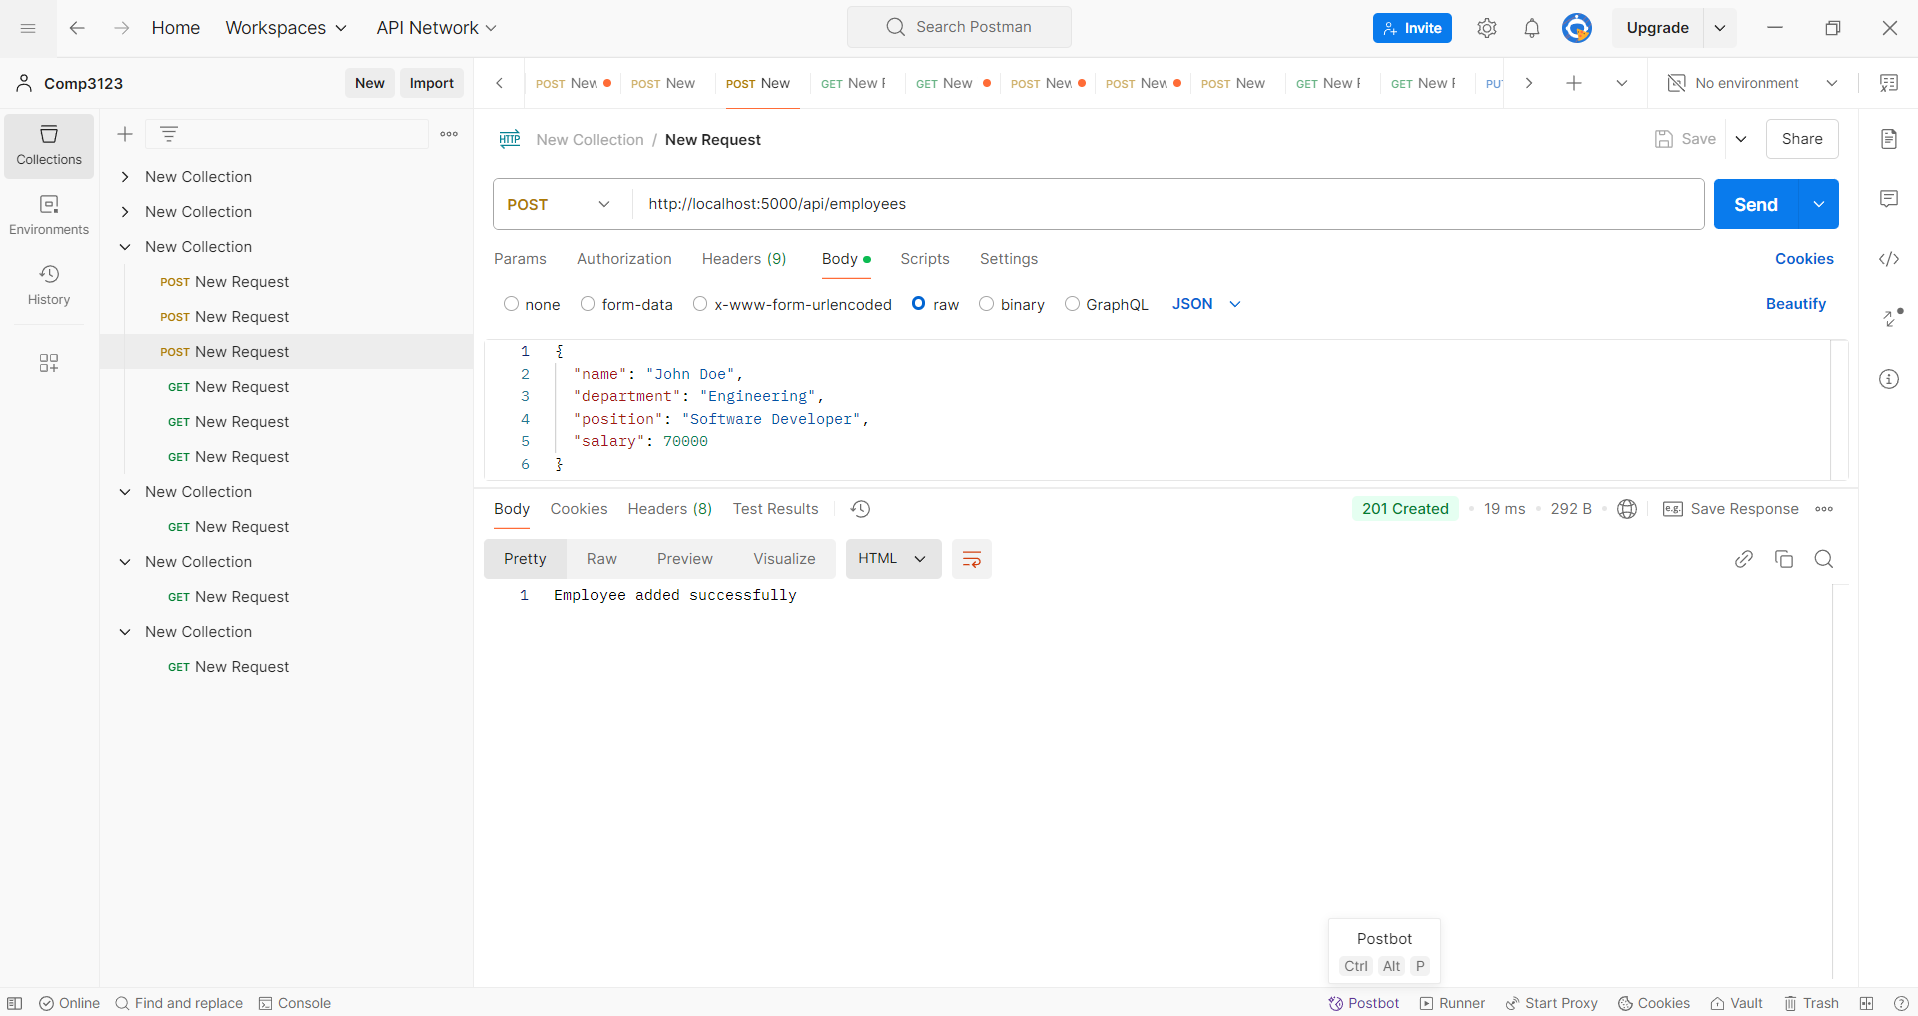 Home Workspaces API Network Search Postman Invite Upgrade
Comp3123 New Import
POST New POST New POST New GET New GET New POST New POST New POST New GET New GET New PU No environment
Collections
Environments
History
New Collection
New Collection
New Collection
POST New Request
POST New Request
POST New Request
GET New Request
GET New Request
GET New Request
New Collection
GET New Request
New Collection
GET New Request
New Collection
GET New Request
HTTP New Collection / New Request Save Share
POST http://localhost:5000/api/employees Send
Params Authorization Headers (9) Body Scripts Settings Cookies
none form-data x-www-form-urlencoded raw binary GraphQL JSON Beautify
1 {
2 "name": "John Doe",
3 "department": "Engineering",
4 "position": "Software Developer",
5 "salary": 70000
6 }
Body Cookies Headers (8) Test Results 201 Created 19 ms 292 B e.g. Save Response
Pretty Raw Preview Visualize HTML
1 Employee added successfully
Postbot
Ctrl Alt P
Online Find and replace Console Postbot Runner Start Proxy Cookies Vault Trash